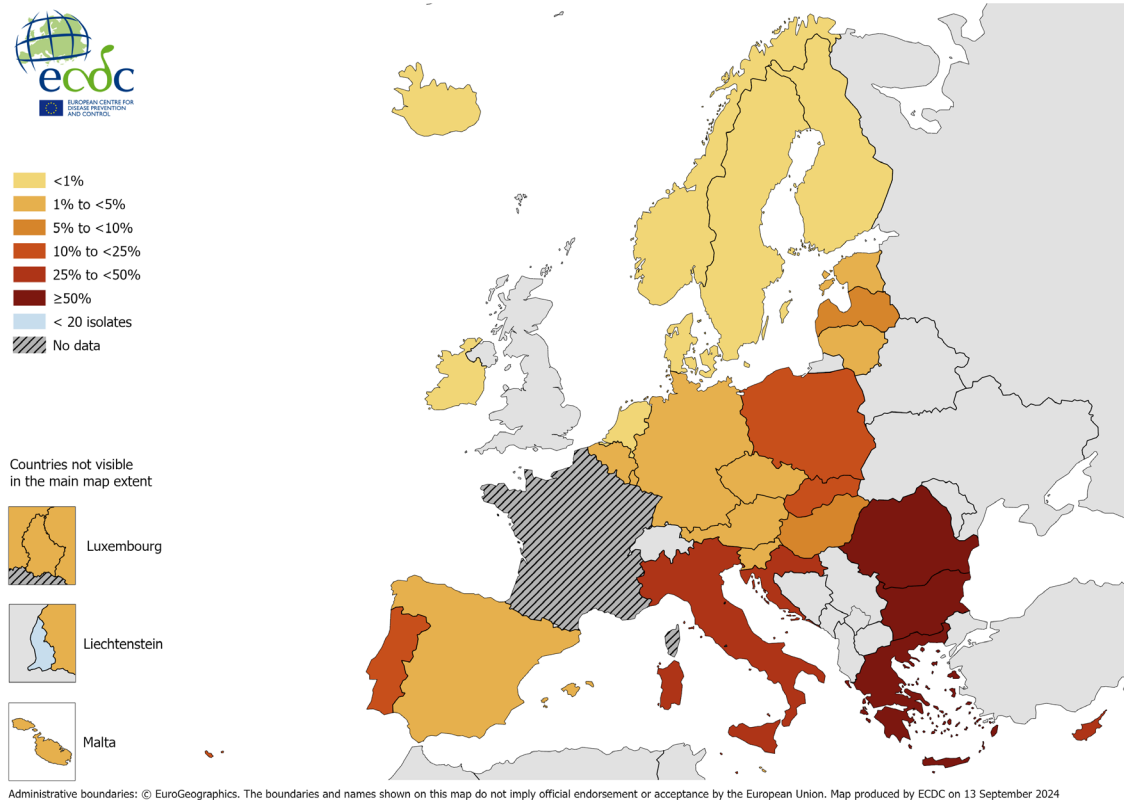 ecdc
EUROPEAN CENTRE FOR
DISEASE PREVENTION
AND CONTROL
<1%
1% to <5%
5% to <10%
10% to <25%
25% to <50%
≥50%
< 20 isolates
No data
Countries not visible
in the main map extent
Luxembourg
Liechtenstein
Malta
Administrative boundaries: © EuroGeographics. The boundaries and names shown on this map do not imply official endorsement or acceptance by the European Union. Map produced by ECDC on 13 September 2024